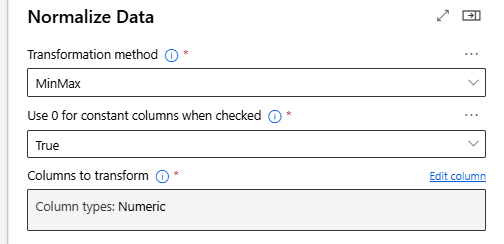 Normalize Data
Transformation method *
MinMax
Use 0 for constant columns when checked *
True
Columns to transform *
Edit column
Column types: Numeric